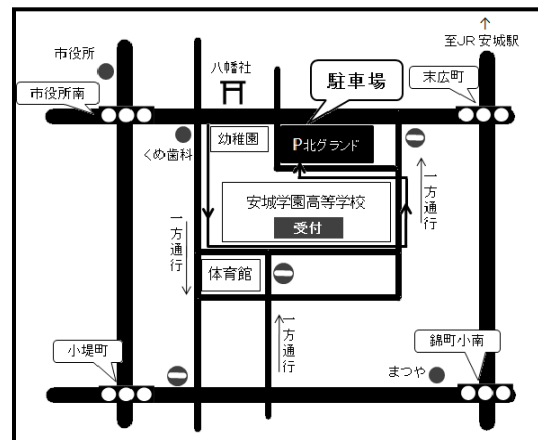 ↑
至JR 安城駅
市役所
八幡社
駐車場
末広町
市役所南
くめ歯科
幼稚園
P北グランド
安城学園高等学校
受付
一方通行
一方通行
体育館
一方通行
小堤町
まつや
錦町小南